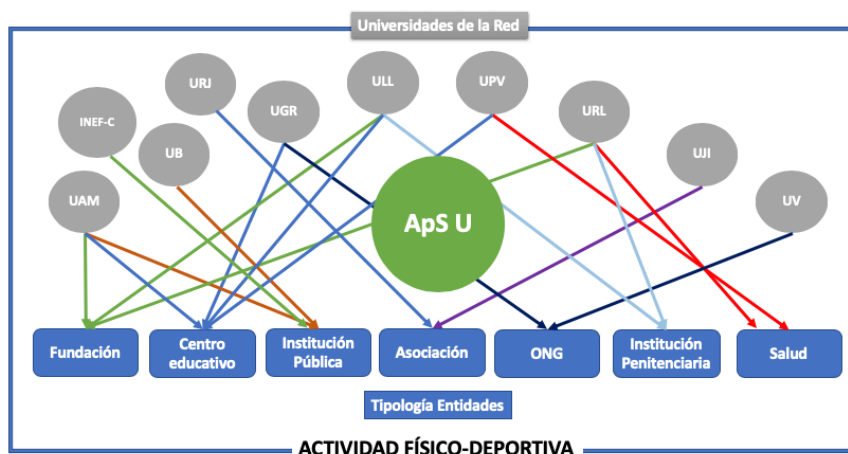 Universidades de la Red
URJ
ULL
UPV
INEF-C
UGR
URL
UB
UJI
UAM
UV
ApS U
Fundación
Centro
educativo
Institución
Pública
Asociación
ONG
Institución
Penitenciaria
Salud
Tipología Entidades
ACTIVIDAD FÍSICO-DEPORTIVA